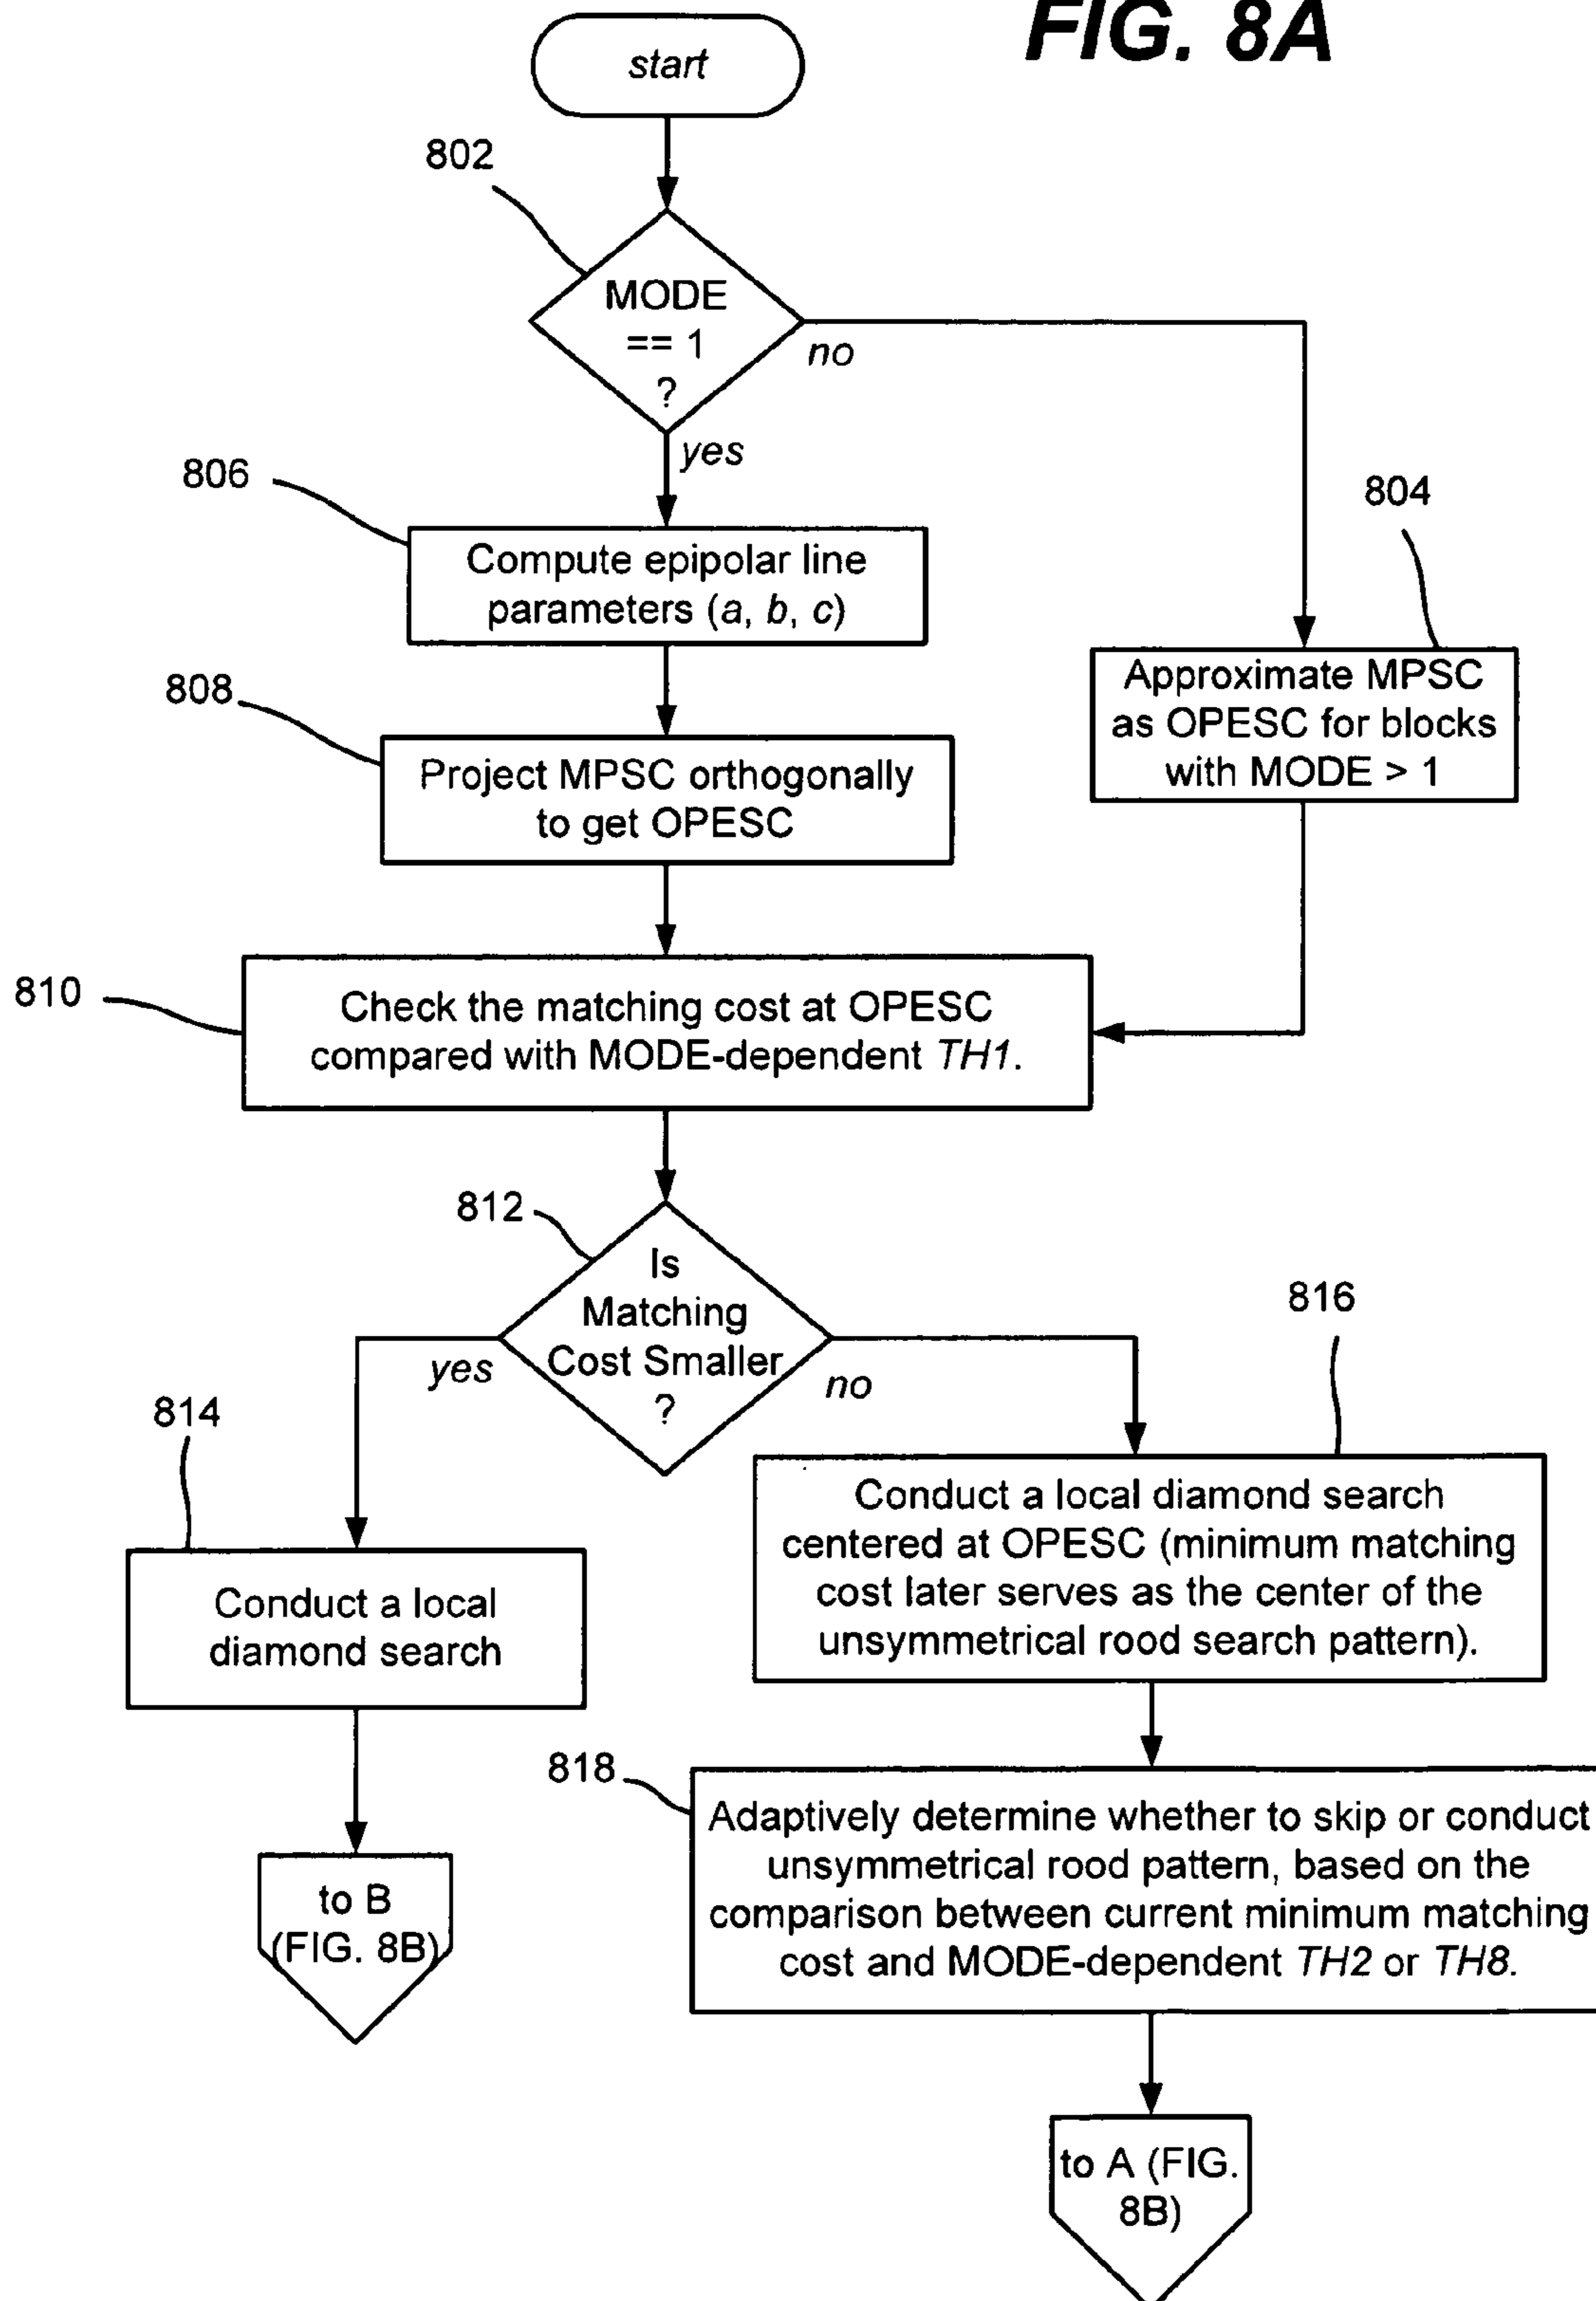 FIG. 8A
start
802
MODE
== 1
?
no
yes
806
804
Compute epipolar line
parameters (a, b, c)
Approximate MPSC
as OPESC for blocks
with MODE > 1
808
Project MPSC orthogonally
to get OPESC
810
Check the matching cost at OPESC
compared with MODE-dependent TH1.
812
Is
Matching
Cost Smaller
?
yes
no
816
814
Conduct a local diamond search
centered at OPESC (minimum matching
cost later serves as the center of the
unsymmetrical rood search pattern).
Conduct a local
diamond search
818
Adaptively determine whether to skip or conduct
unsymmetrical rood pattern, based on the
comparison between current minimum matching
cost and MODE-dependent TH2 or TH8.
to B
(FIG. 8B)
to A (FIG.
8B)